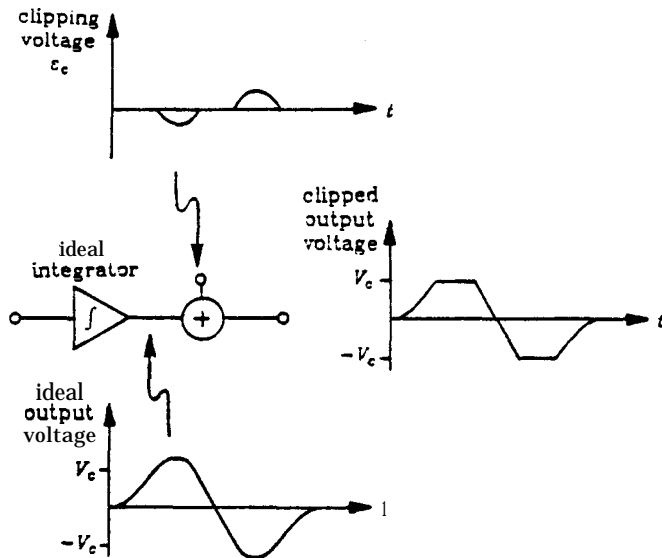 clipping
voltage
εc
t
clipped
output
voltage
Vc
-Vc
t
ideal
integrator
∫
+
ideal
output
voltage
Vc
-Vc
1